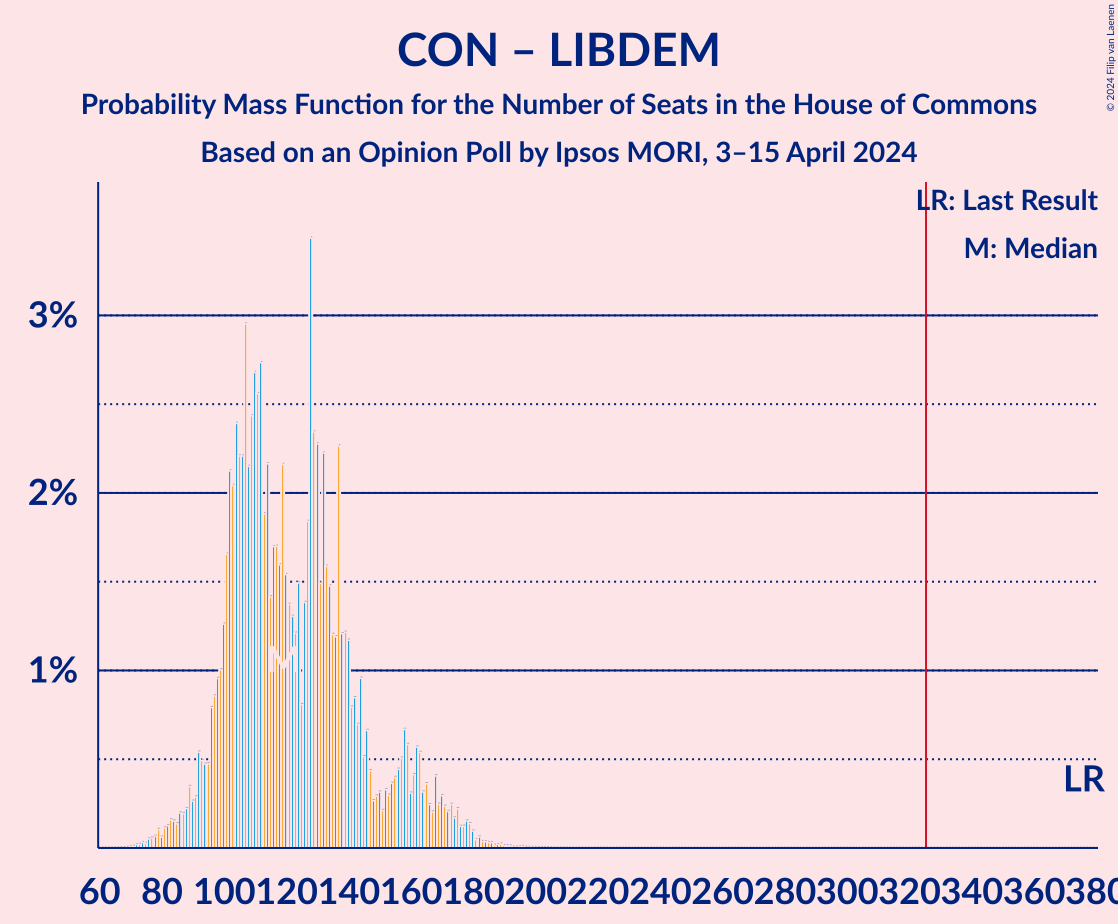 CON – LIBDEM
Probability Mass Function for the Number of Seats in the House of Commons
Based on an Opinion Poll by Ipsos MORI, 3–15 April 2024
© 2024 Filip van Laenen
LR: Last Result
M: Median
3%
2%
1%
M
LR
60 80 100 120 140 160 180 200 220 240 260 280 300 320 340 360 380